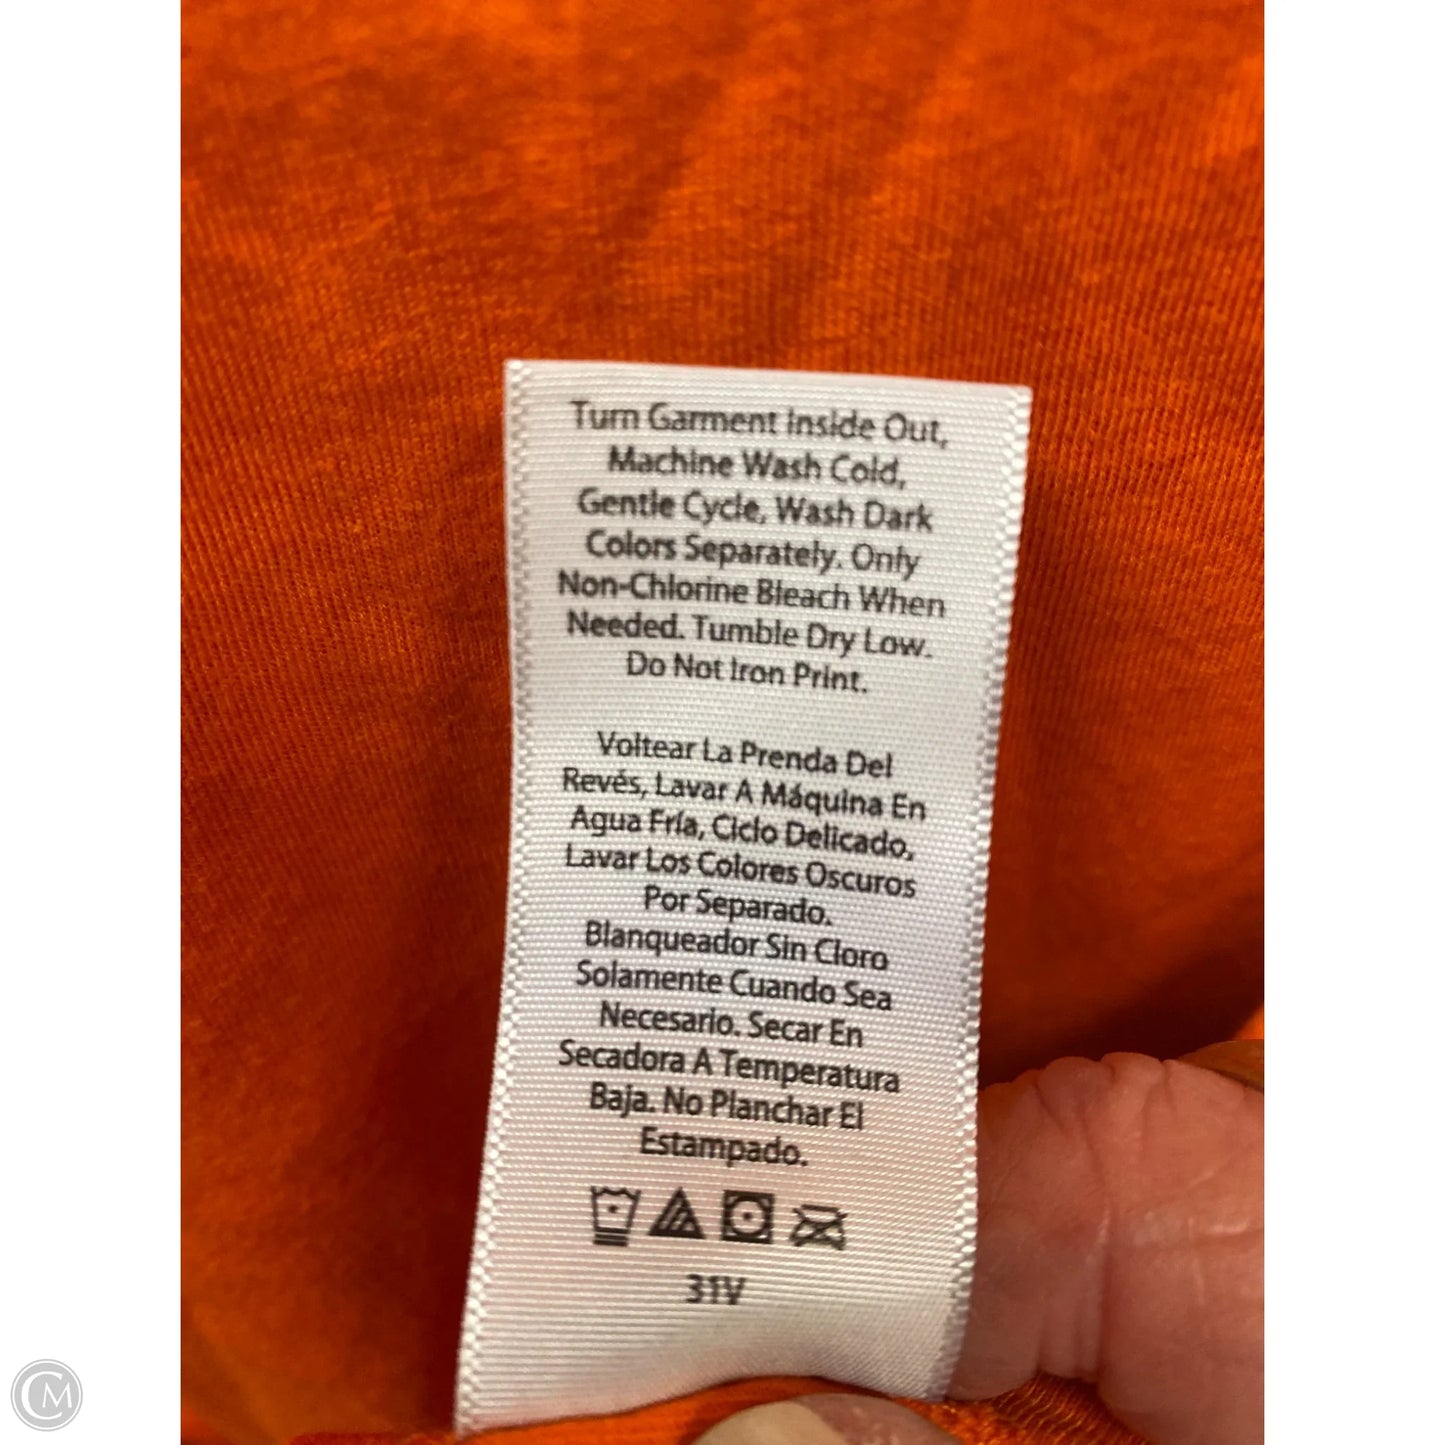 Turn Garment Inside Out,
Machine Wash Cold,
Gentle Cycle, Wash Dark
Colors Separately. Only
Non-Chlorine Bleach When
Needed. Tumble Dry Low.
Do Not Iron Print.
Voltear La Prenda Del
Revés, Lavar A Máquina En
Agua Fría, Ciclo Delicado,
Lavar Los Colores Oscuros
Por Separado.
Blanqueador Sin Cloro
Solamente Cuando Sea
Necesario. Secar En
Secadora A Temperatura
Baja. No Planchar El
Estampado.
31V
CM